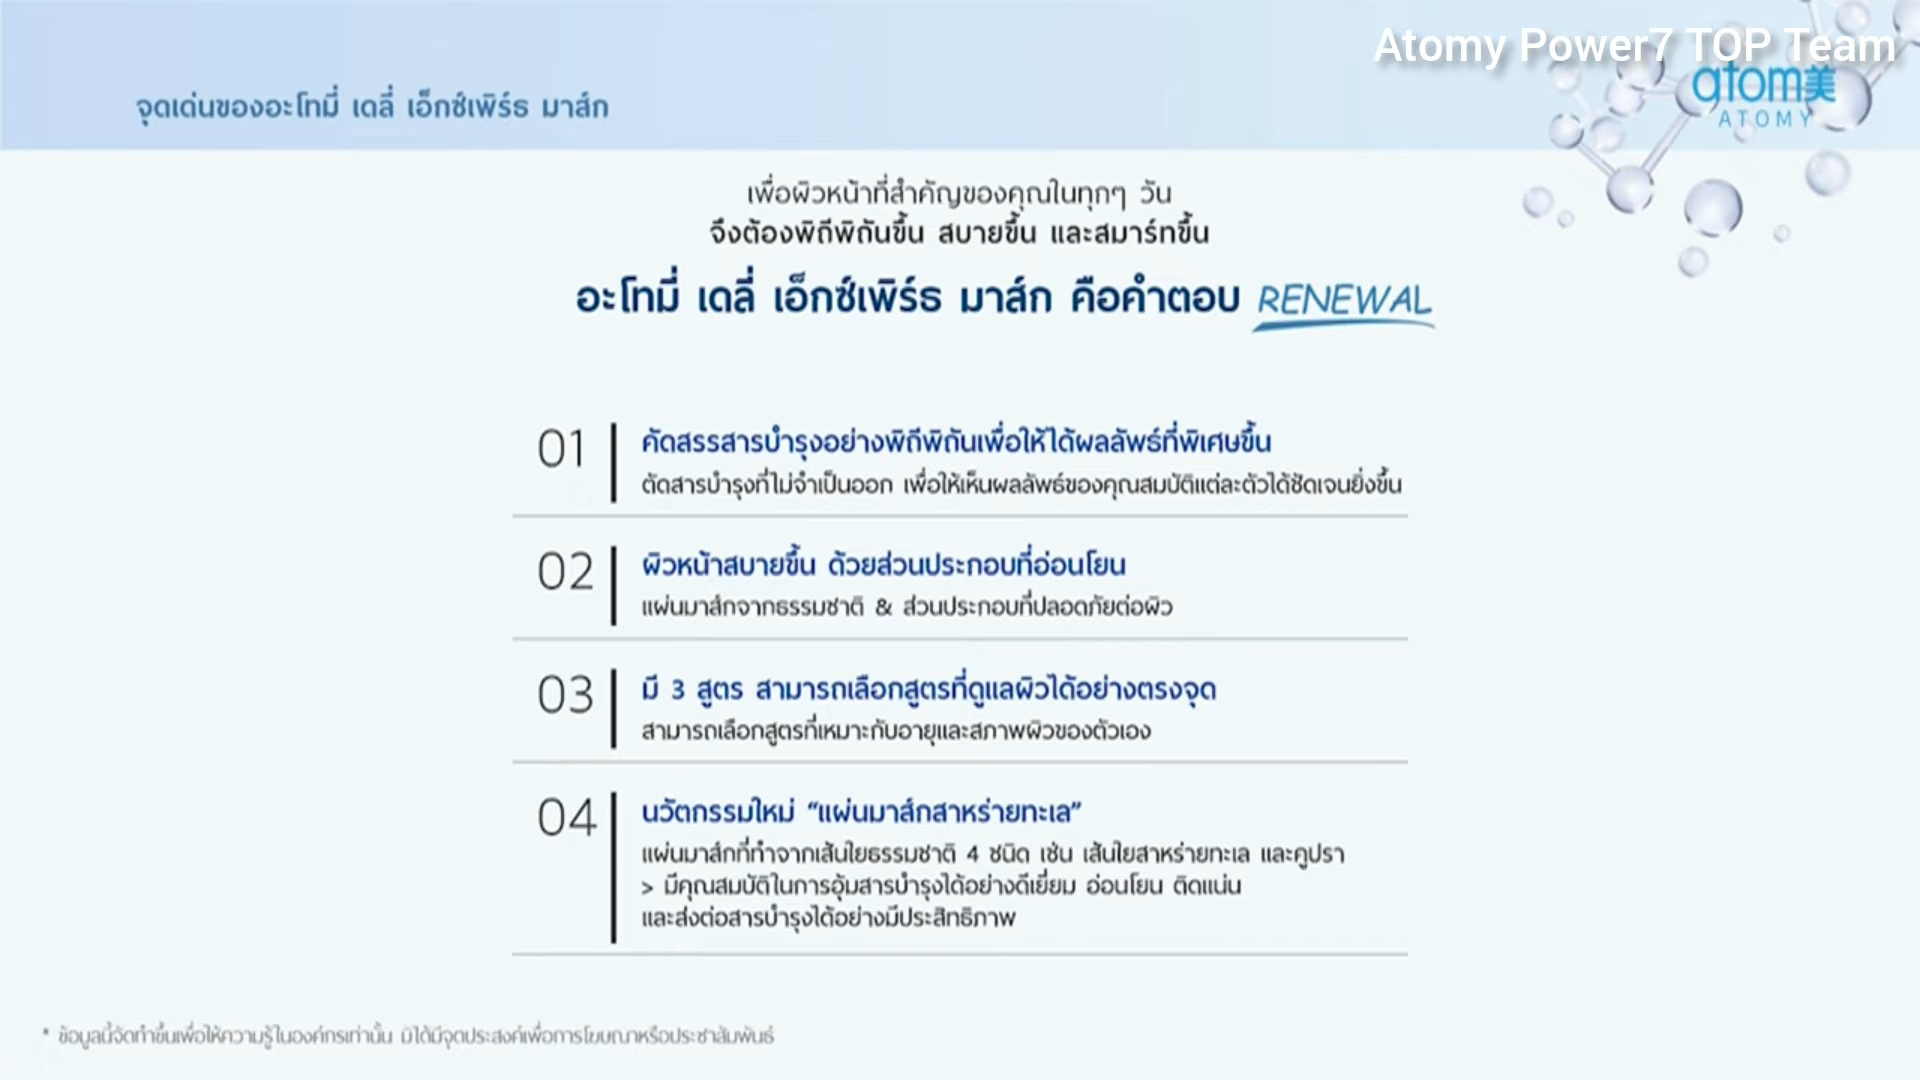 Atomy Power7 TOP Team
atom美
ATOMY
จุดเด่นของอะโทมี่ เดลี่ เอ็กซ์เพิร์ธ มาส์ก
เพื่อผิวหน้าที่สำคัญของคุณในทุกๆ วัน
จึงต้องพิถีพิถันขึ้น สบายขึ้น และสมาร์ทขึ้น
อะโทมี่ เดลี่ เอ็กซ์เพิร์ธ มาส์ก คือคำตอบ RENEWAL
01
คัดสรรสารบำรุงอย่างพิถีพิถันเพื่อให้ได้ผลลัพธ์ที่พิเศษขึ้น
ตัดสารบำรุงที่ไม่จำเป็นออก เพื่อให้เห็นผลลัพธ์ของคุณสมบัติแต่ละตัวได้ชัดเจนยิ่งขึ้น
02
ผิวหน้าสบายขึ้น ด้วยส่วนประกอบที่อ่อนโยน
แผ่นมาส์กจากธรรมชาติ & ส่วนประกอบที่ปลอดภัยต่อผิว
03
มี 3 สูตร สามารถเลือกสูตรที่ดูแลผิวได้อย่างตรงจุด
สามารถเลือกสูตรที่เหมาะกับอายุและสภาพผิวของตัวเอง
04
นวัตกรรมใหม่ “แผ่นมาส์กสาหร่ายทะเล”
แผ่นมาส์กที่ทำจากเส้นใยธรรมชาติ 4 ชนิด เช่น เส้นใยสาหร่ายทะเล และคูปรา
> มีคุณสมบัติในการอุ้มสารบำรุงได้อย่างดีเยี่ยม อ่อนโยน ติดแน่น
และส่งต่อสารบำรุงได้อย่างมีประสิทธิภาพ
* ข้อมูลนี้จัดทำขึ้นเพื่อให้ความรู้ในองค์กรเท่านั้น มิได้มีจุดประสงค์เพื่อการโฆษณาหรือประชาสัมพันธ์